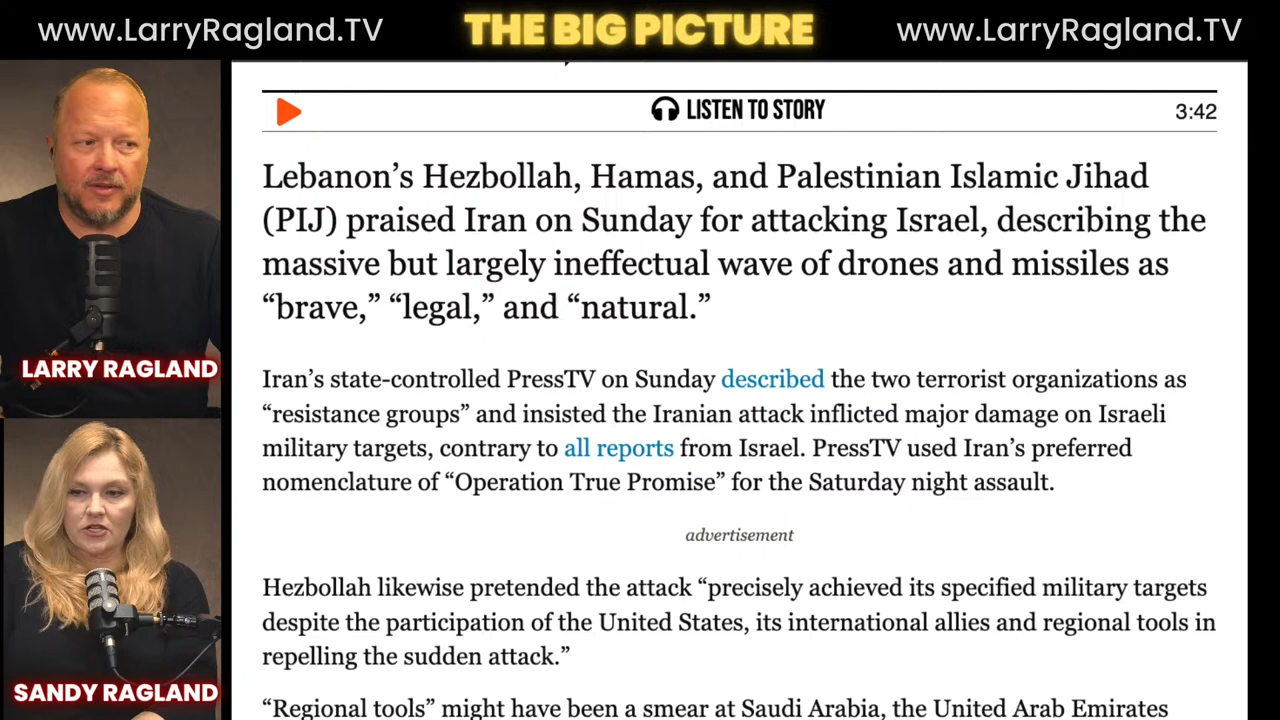 www.LarryRagland.TV
THE BIG PICTURE
www.LarryRagland.TV
LISTEN TO STORY
3:42
Lebanon’s Hezbollah, Hamas, and Palestinian Islamic Jihad
(PIJ) praised Iran on Sunday for attacking Israel, describing the
massive but largely ineffectual wave of drones and missiles as
“brave,” “legal,” and “natural.”
Iran’s state-controlled PressTV on Sunday described the two terrorist organizations as
“resistance groups” and insisted the Iranian attack inflicted major damage on Israeli
military targets, contrary to all reports from Israel. PressTV used Iran’s preferred
nomenclature of “Operation True Promise” for the Saturday night assault.
advertisement
Hezbollah likewise pretended the attack “precisely achieved its specified military targets
despite the participation of the United States, its international allies and regional tools in
repelling the sudden attack.”
“Regional tools” might have been a smear at Saudi Arabia, the United Arab Emirates
LARRY RAGLAND
SANDY RAGLAND